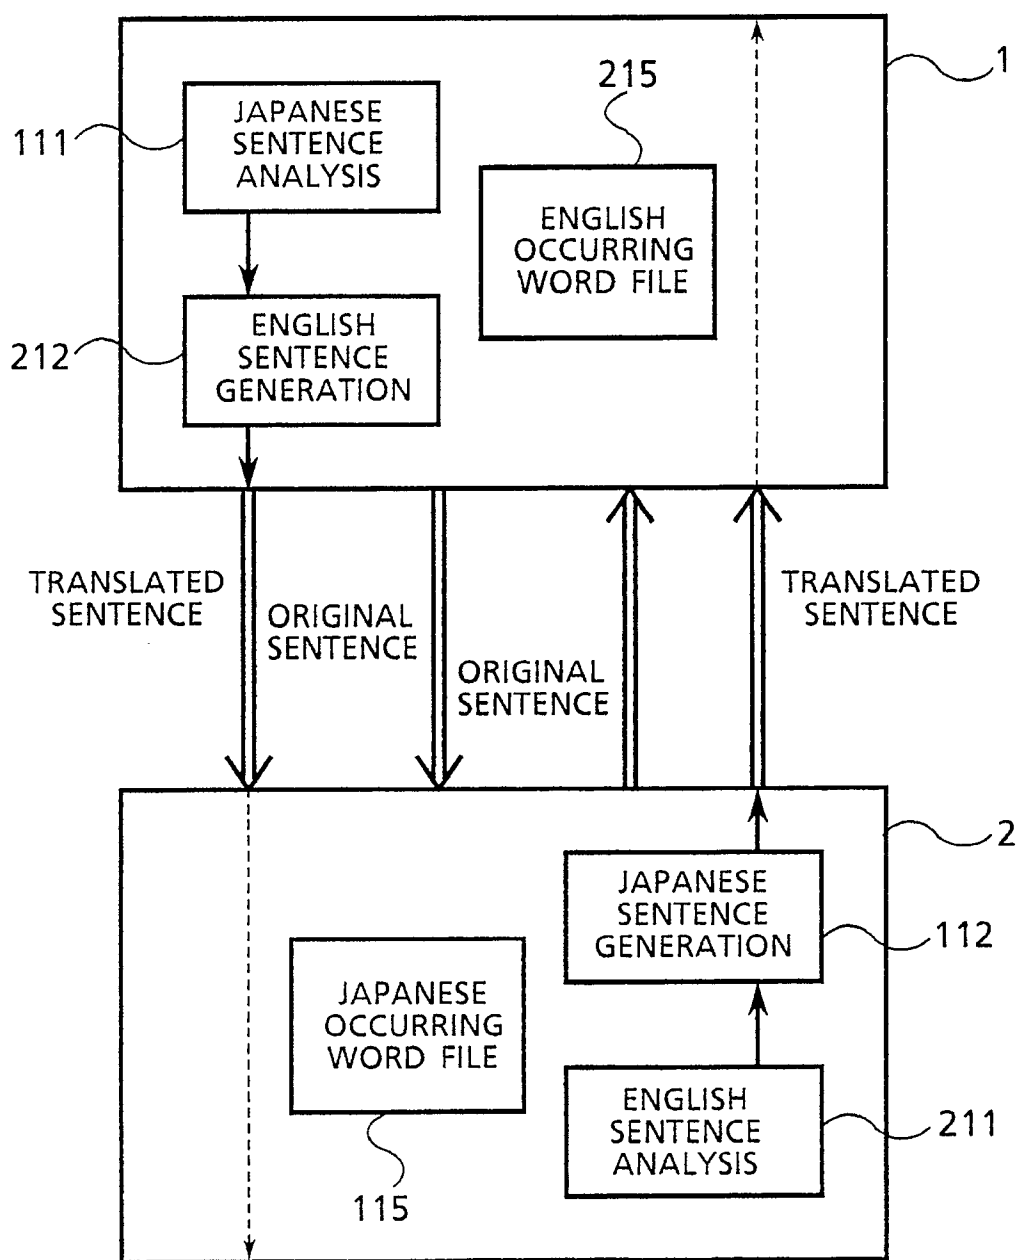 1
215
111
JAPANESE
SENTENCE
ANALYSIS
ENGLISH
OCCURRING
WORD FILE
212
ENGLISH
SENTENCE
GENERATION
TRANSLATED
SENTENCE
ORIGINAL
SENTENCE
ORIGINAL
SENTENCE
TRANSLATED
SENTENCE
2
JAPANESE
SENTENCE
GENERATION
112
JAPANESE
OCCURRING
WORD FILE
115
ENGLISH
SENTENCE
ANALYSIS
211